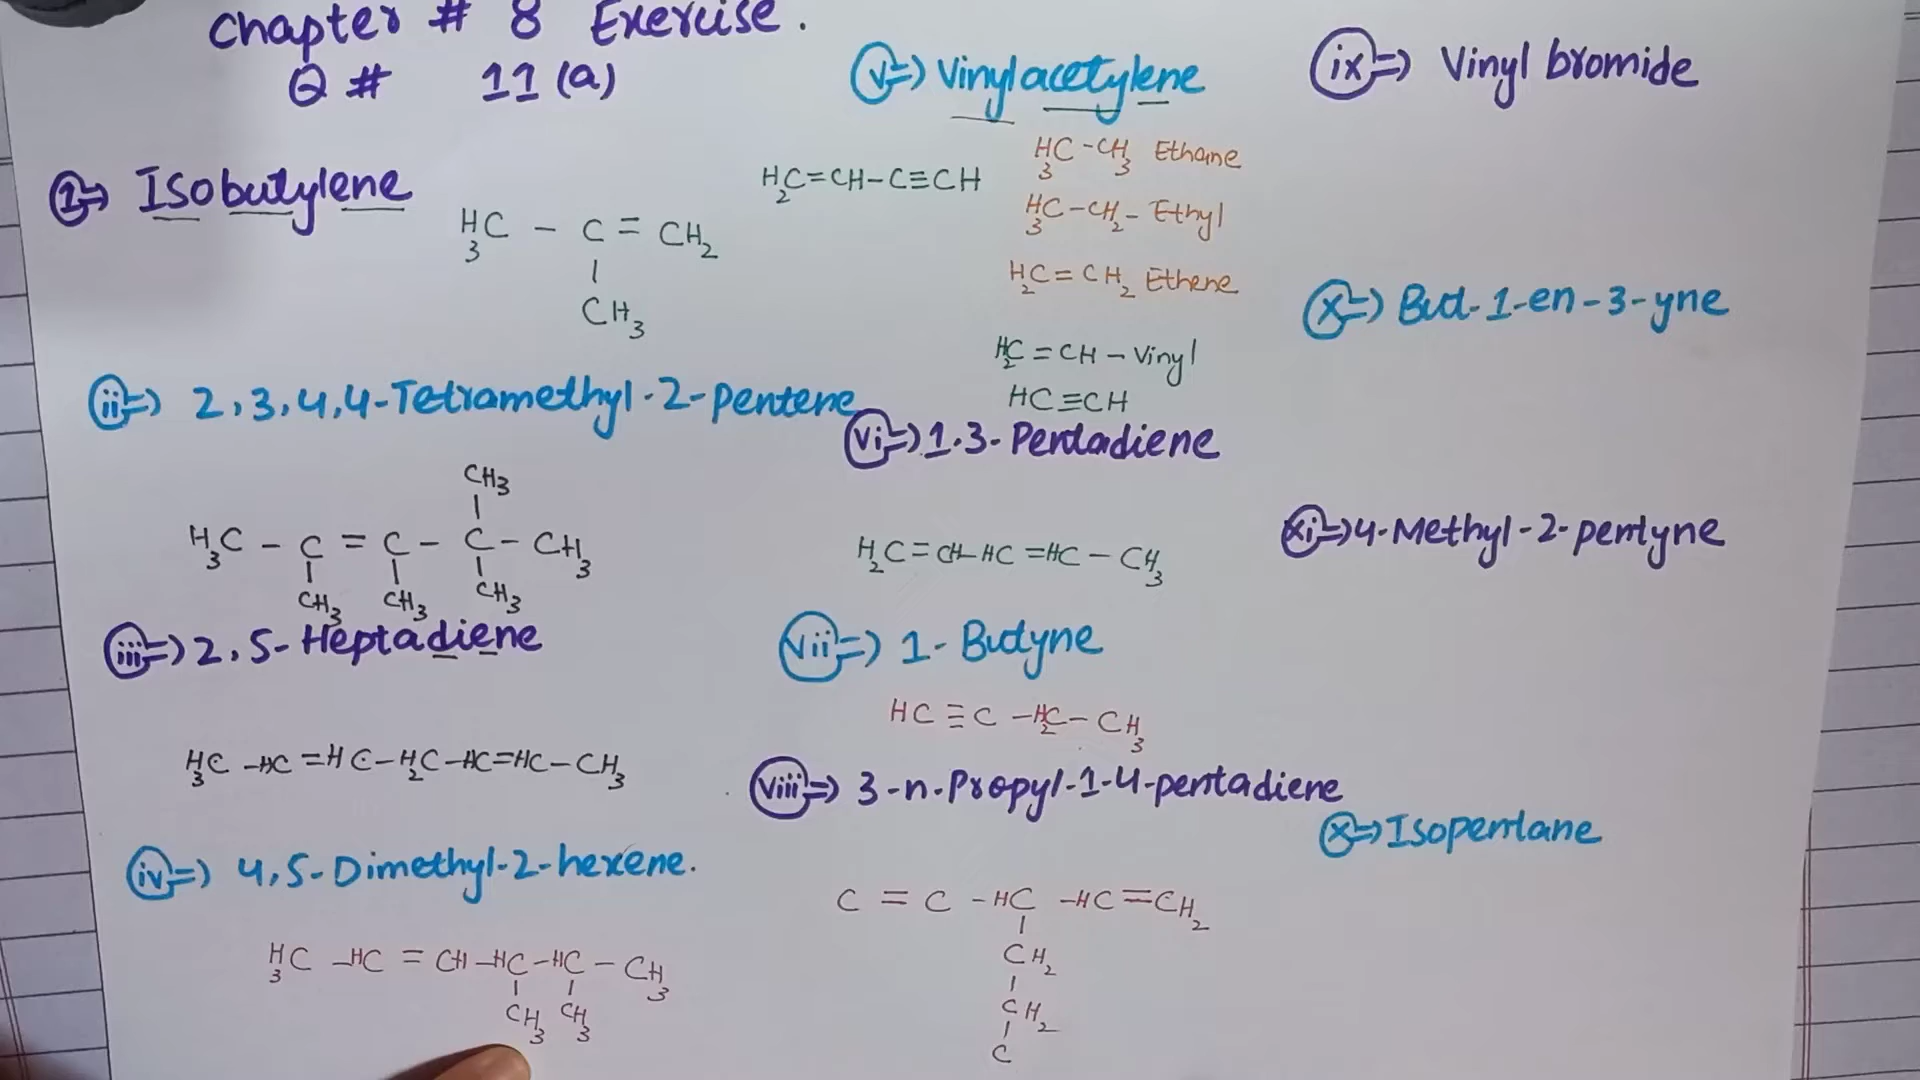 Chapter # 8 Exercise.
Q # 11 (a)
1⇒ Isobutylene
H3C - C = CH2
CH3
ii⇒ 2,3,4,4-Tetramethyl-2-pentene
CH3
H3C - C = C - C - CH3
CH3 CH3 CH3
iii⇒ 2,5-Heptadiene
H3C -HC =HC-H2C-HC=HC-CH3
iv⇒ 4,5-Dimethyl-2-hexene.
H3C -HC = CH-HC-HC-CH3
CH3 CH3
v⇒ Vinylacetylene
H2C=CH-C≡CH
H3C-CH3 Ethane
H3C-CH2- Ethyl
H2C=CH2 Ethene
H2C=CH- Vinyl
HC≡CH
vi⇒ 1.3-Pentadiene
H2C=CH-HC=HC-CH3
vii⇒ 1-Butyne
HC≡C-H2C-CH3
viii⇒ 3-n-Propyl-1-4-pentadiene
C = C -HC -HC=CH2
CH2
CH2
C
ix⇒ Vinyl bromide
x⇒ But-1-en-3-yne
xi⇒ 4-Methyl-2-pentyne
x⇒ Isopentane